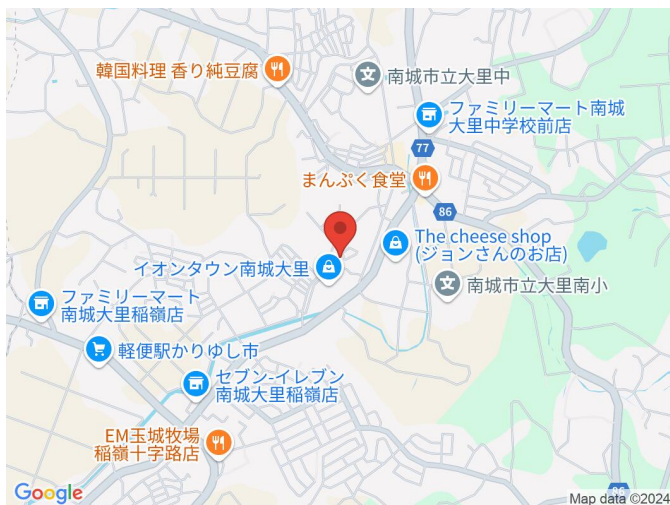 韓国料理 香り純豆腐
南城市立大里中
ファミリーマート南城
大里中学校前店
77
まんぷく食堂
86
The cheese shop
(ジョンさんのお店)
イオンタウン南城大里
南城市立大里南小
ファミリーマート
南城大里稲嶺店
軽便駅かりゆし市
セブン-イレブン
南城大里稲嶺店
EM玉城牧場
稲嶺十字路店
86
Google
Map data ©2024